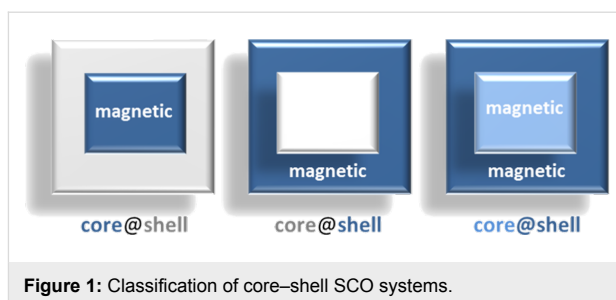 magnetic
magnetic
magnetic
magnetic
core@shell
core@shell
core@shell
Figure 1: Classification of core–shell SCO systems.